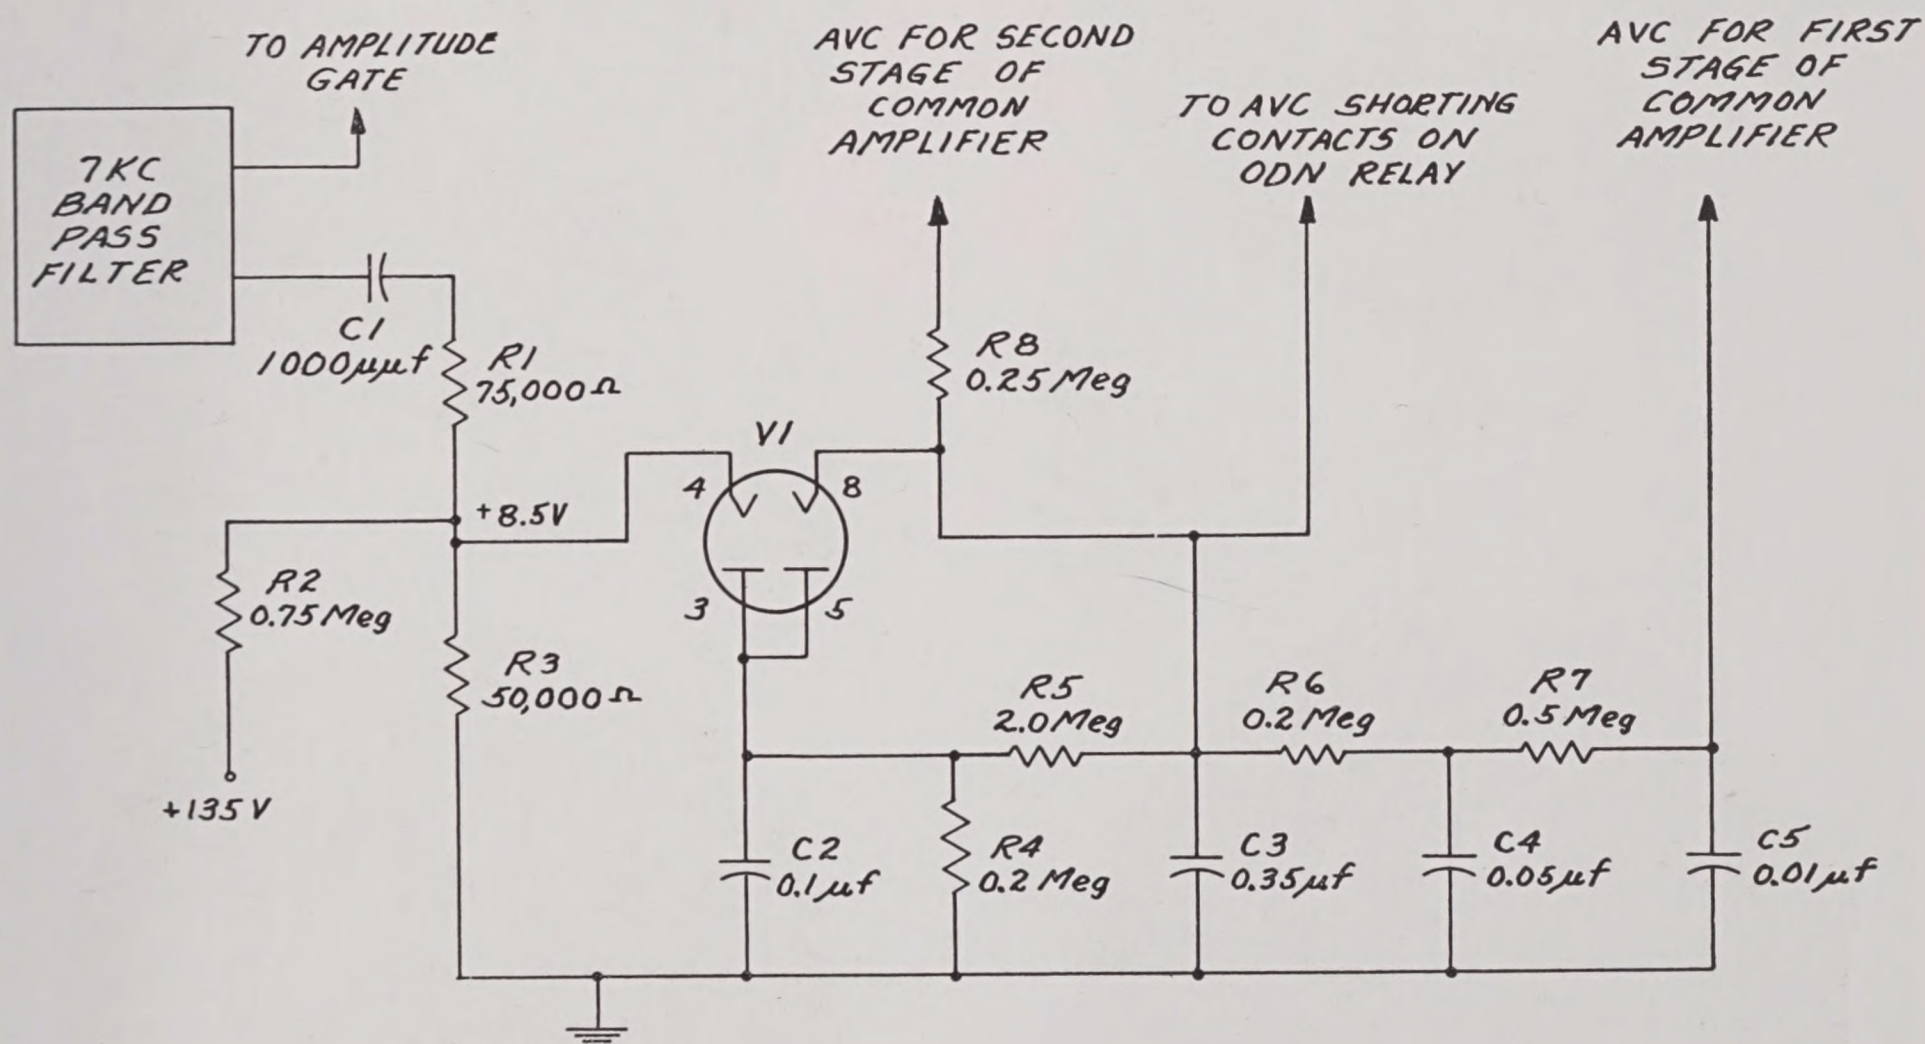 TO AMPLITUDE
GATE
AVC FOR SECOND
STAGE OF
COMMON
AMPLIFIER
TO AVC SHORTING
CONTACTS ON
ODN RELAY
AVC FOR FIRST
STAGE OF
COMMON
AMPLIFIER
7KC
BAND
PASS
FILTER
C1
1000μμf
R1
75,000Ω
R8
0.25 Meg
V1
4
8
+8.5V
3
5
R2
0.75 Meg
+135 V
R3
50,000Ω
R5
2.0 Meg
R6
0.2 Meg
R7
0.5 Meg
C2
0.1μf
R4
0.2 Meg
C3
0.35μf
C4
0.05μf
C5
0.01μf